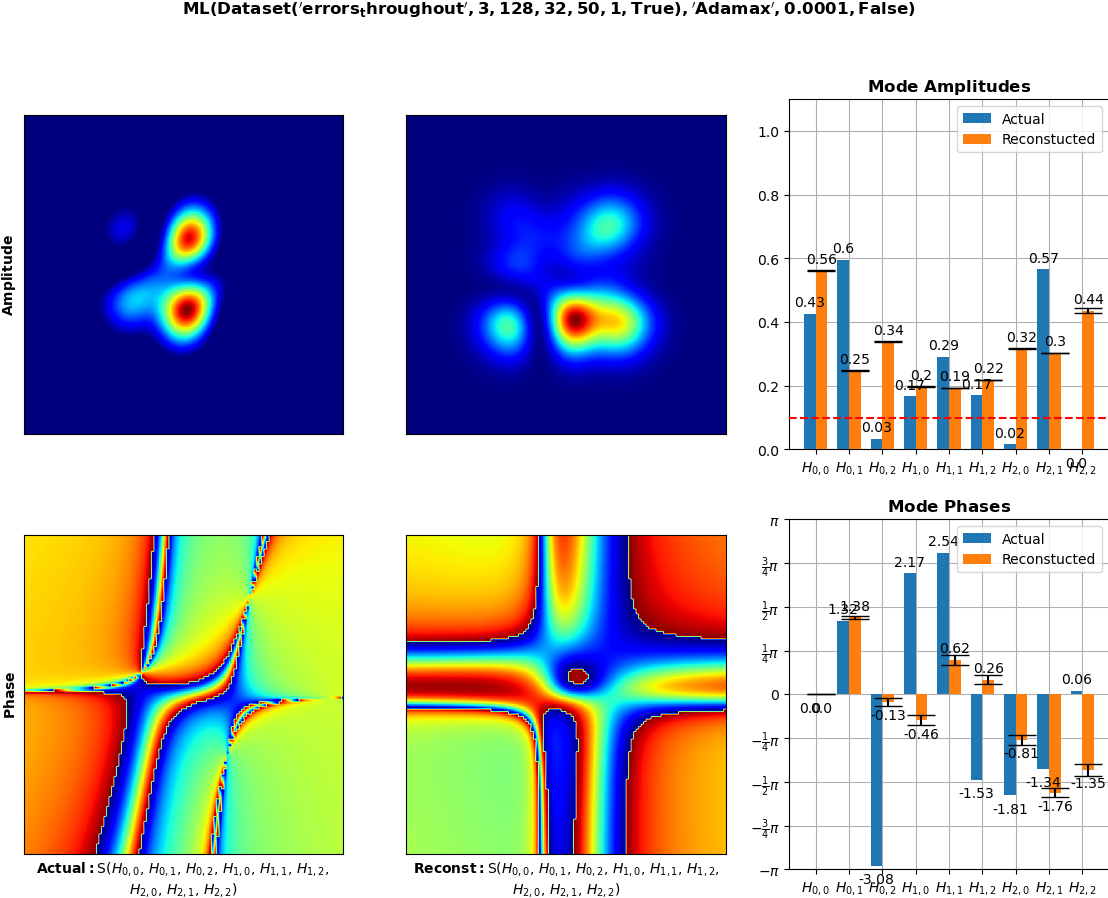 ML(Dataset('errors_throughout', 3, 128, 32, 50, 1, True), 'Adamax', 0.0001, False)
Amplitude
Mode Amplitudes
Actual
Reconstucted
1.0
0.8
0.6
0.4
0.2
0.0
0.43 0.56 0.6 0.25 0.03 0.34 0.17 0.2 0.29 0.19 0.17 0.22 0.02 0.32 0.57 0.3 0.0 0.44
H0,0 H0,1 H0,2 H1,0 H1,1 H1,2 H2,0 H2,1 H2,2
Phase
Mode Phases
Actual
Reconstucted
π
3/4π
1/2π
1/4π
0
−1/4π
−1/2π
−3/4π
−π
0.0 0.0 1.32 1.38 -3.08 -0.13 2.17 -0.46 2.54 0.62 -1.53 0.26 -1.81 -0.81 -1.34 -1.76 0.06 -1.35
H0,0 H0,1 H0,2 H1,0 H1,1 H1,2 H2,0 H2,1 H2,2
Actual: S(H0,0, H0,1, H0,2, H1,0, H1,1, H1,2,
H2,0, H2,1, H2,2)
Reconst: S(H0,0, H0,1, H0,2, H1,0, H1,1, H1,2,
H2,0, H2,1, H2,2)